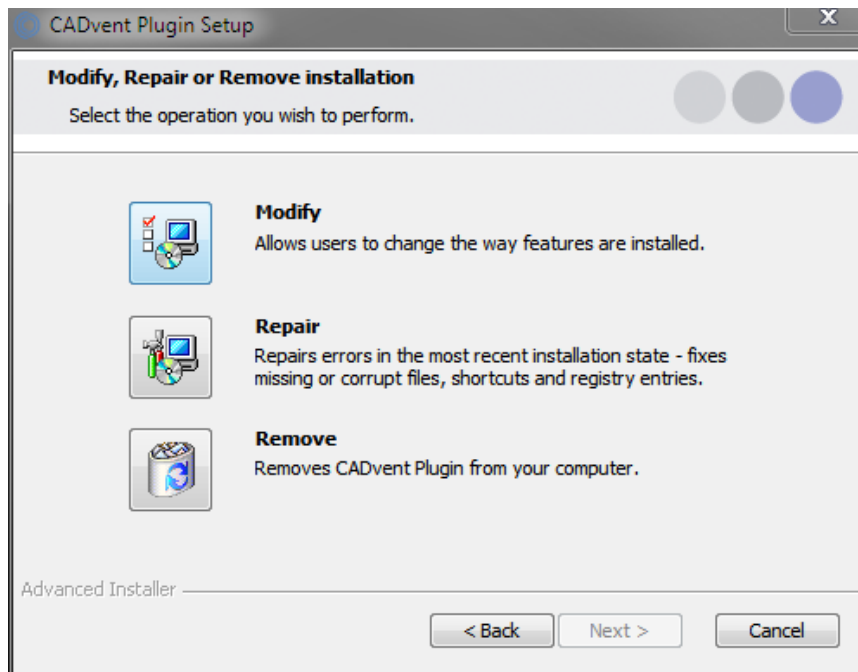 CADvent Plugin Setup
Modify, Repair or Remove installation
Select the operation you wish to perform.
Modify
Allows users to change the way features are installed.
Repair
Repairs errors in the most recent installation state - fixes
missing or corrupt files, shortcuts and registry entries.
Remove
Removes CADvent Plugin from your computer.
Advanced Installer
< Back
Next >
Cancel